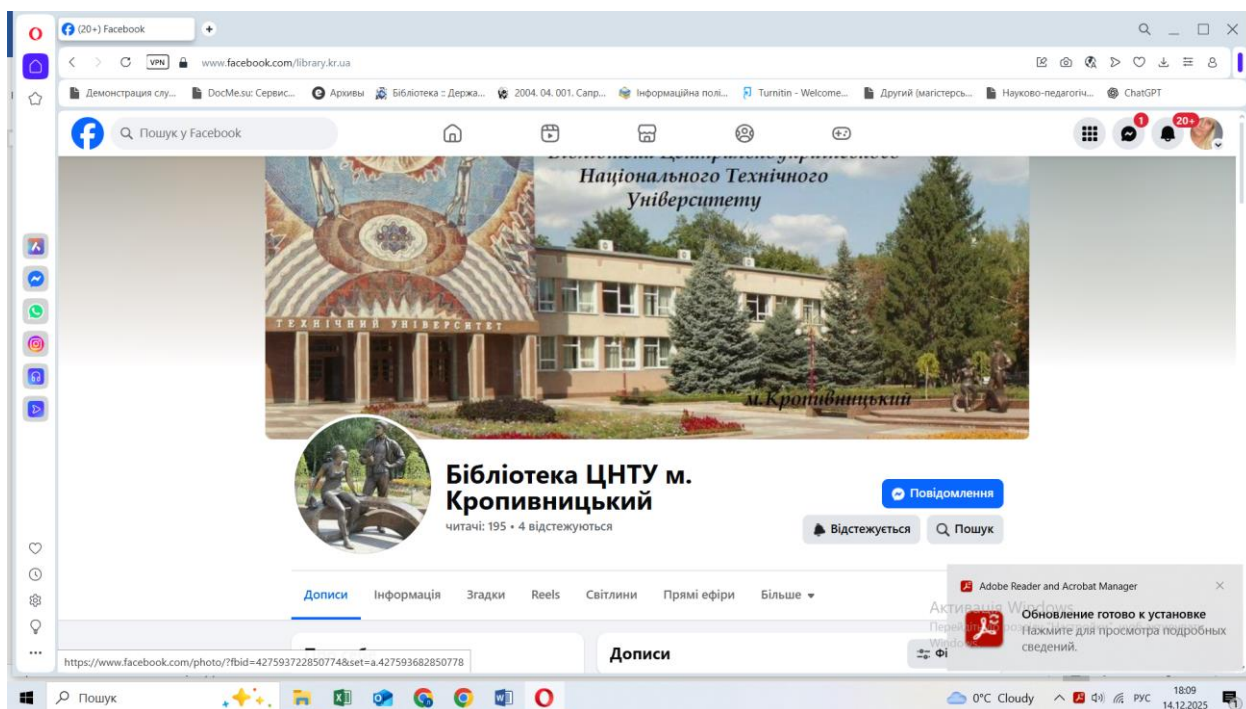 (20+) Facebook
VPN
www.facebook.com/library.kr.ua
Демонстрация слу...
DocMe.su: Сервис...
Архивы
Бібліотека :: Держа...
2004. 04. 001. Сапр...
Інформаційна полі...
Turnitin - Welcome...
Другий (магістерсь...
Науково-педагогіч...
ChatGPT
Пошук у Facebook
1
20+
Національного Технічного
Університету
ТЕХНІЧНИЙ УНІВЕРСИТЕТ
м.Кропивницький
Бібліотека ЦНТУ м.
Кропивницький
читачі: 195 • 4 відстежуються
Повідомлення
Відстежується
Пошук
Дописи
Інформація
Згадки
Reels
Світлини
Прямі ефіри
Більше
Дописи
Adobe Reader and Acrobat Manager
Обновление готово к установке
Нажмите для просмотра подробных
сведений.
Активація Windows
Windows
https://www.facebook.com/photo/?fbid=427593722850774&set=a.427593682850778
Пошук
0°C Cloudy
РУС
18:09
14.12.2025